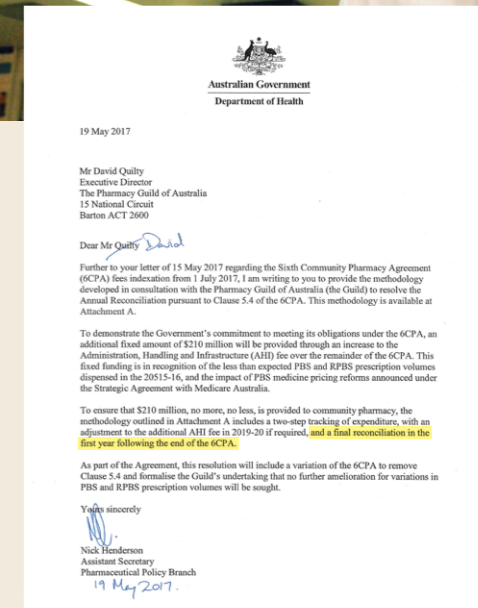 Australian Government
Department of Health
19 May 2017
Mr David Quilty
Executive Director
The Pharmacy Guild of Australia
15 National Circuit
Barton ACT 2600
Dear Mr Quilty David
Further to your letter of 15 May 2017 regarding the Sixth Community Pharmacy Agreement
(6CPA) fees indexation from 1 July 2017, I am writing to you to provide the methodology
developed in consultation with the Pharmacy Guild of Australia (the Guild) to resolve the
Annual Reconciliation pursuant to Clause 5.4 of the 6CPA. This methodology is available at
Attachment A.
To demonstrate the Government's commitment to meeting its obligations under the 6CPA, an
additional fixed amount of $210 million will be provided through an increase to the
Administration, Handling and Infrastructure (AHI) fee over the remainder of the 6CPA. This
fixed funding is in recognition of the less than expected PBS and RPBS prescription volumes
dispensed in the 20515-16, and the impact of PBS medicine pricing reforms announced under
the Strategic Agreement with Medicare Australia.
To ensure that $210 million, no more, no less, is provided to community pharmacy, the
methodology outlined in Attachment A includes a two-step tracking of expenditure, with an
adjustment to the additional AHI fee in 2019-20 if required, and a final reconciliation in the
first year following the end of the 6CPA.
As part of the Agreement, this resolution will include a variation of the 6CPA to remove
Clause 5.4 and formalise the Guild's undertaking that no further amelioration for variations in
PBS and RPBS prescription volumes will be sought.
Yours sincerely
Nick Henderson
Assistant Secretary
Pharmaceutical Policy Branch
19 May 2017.